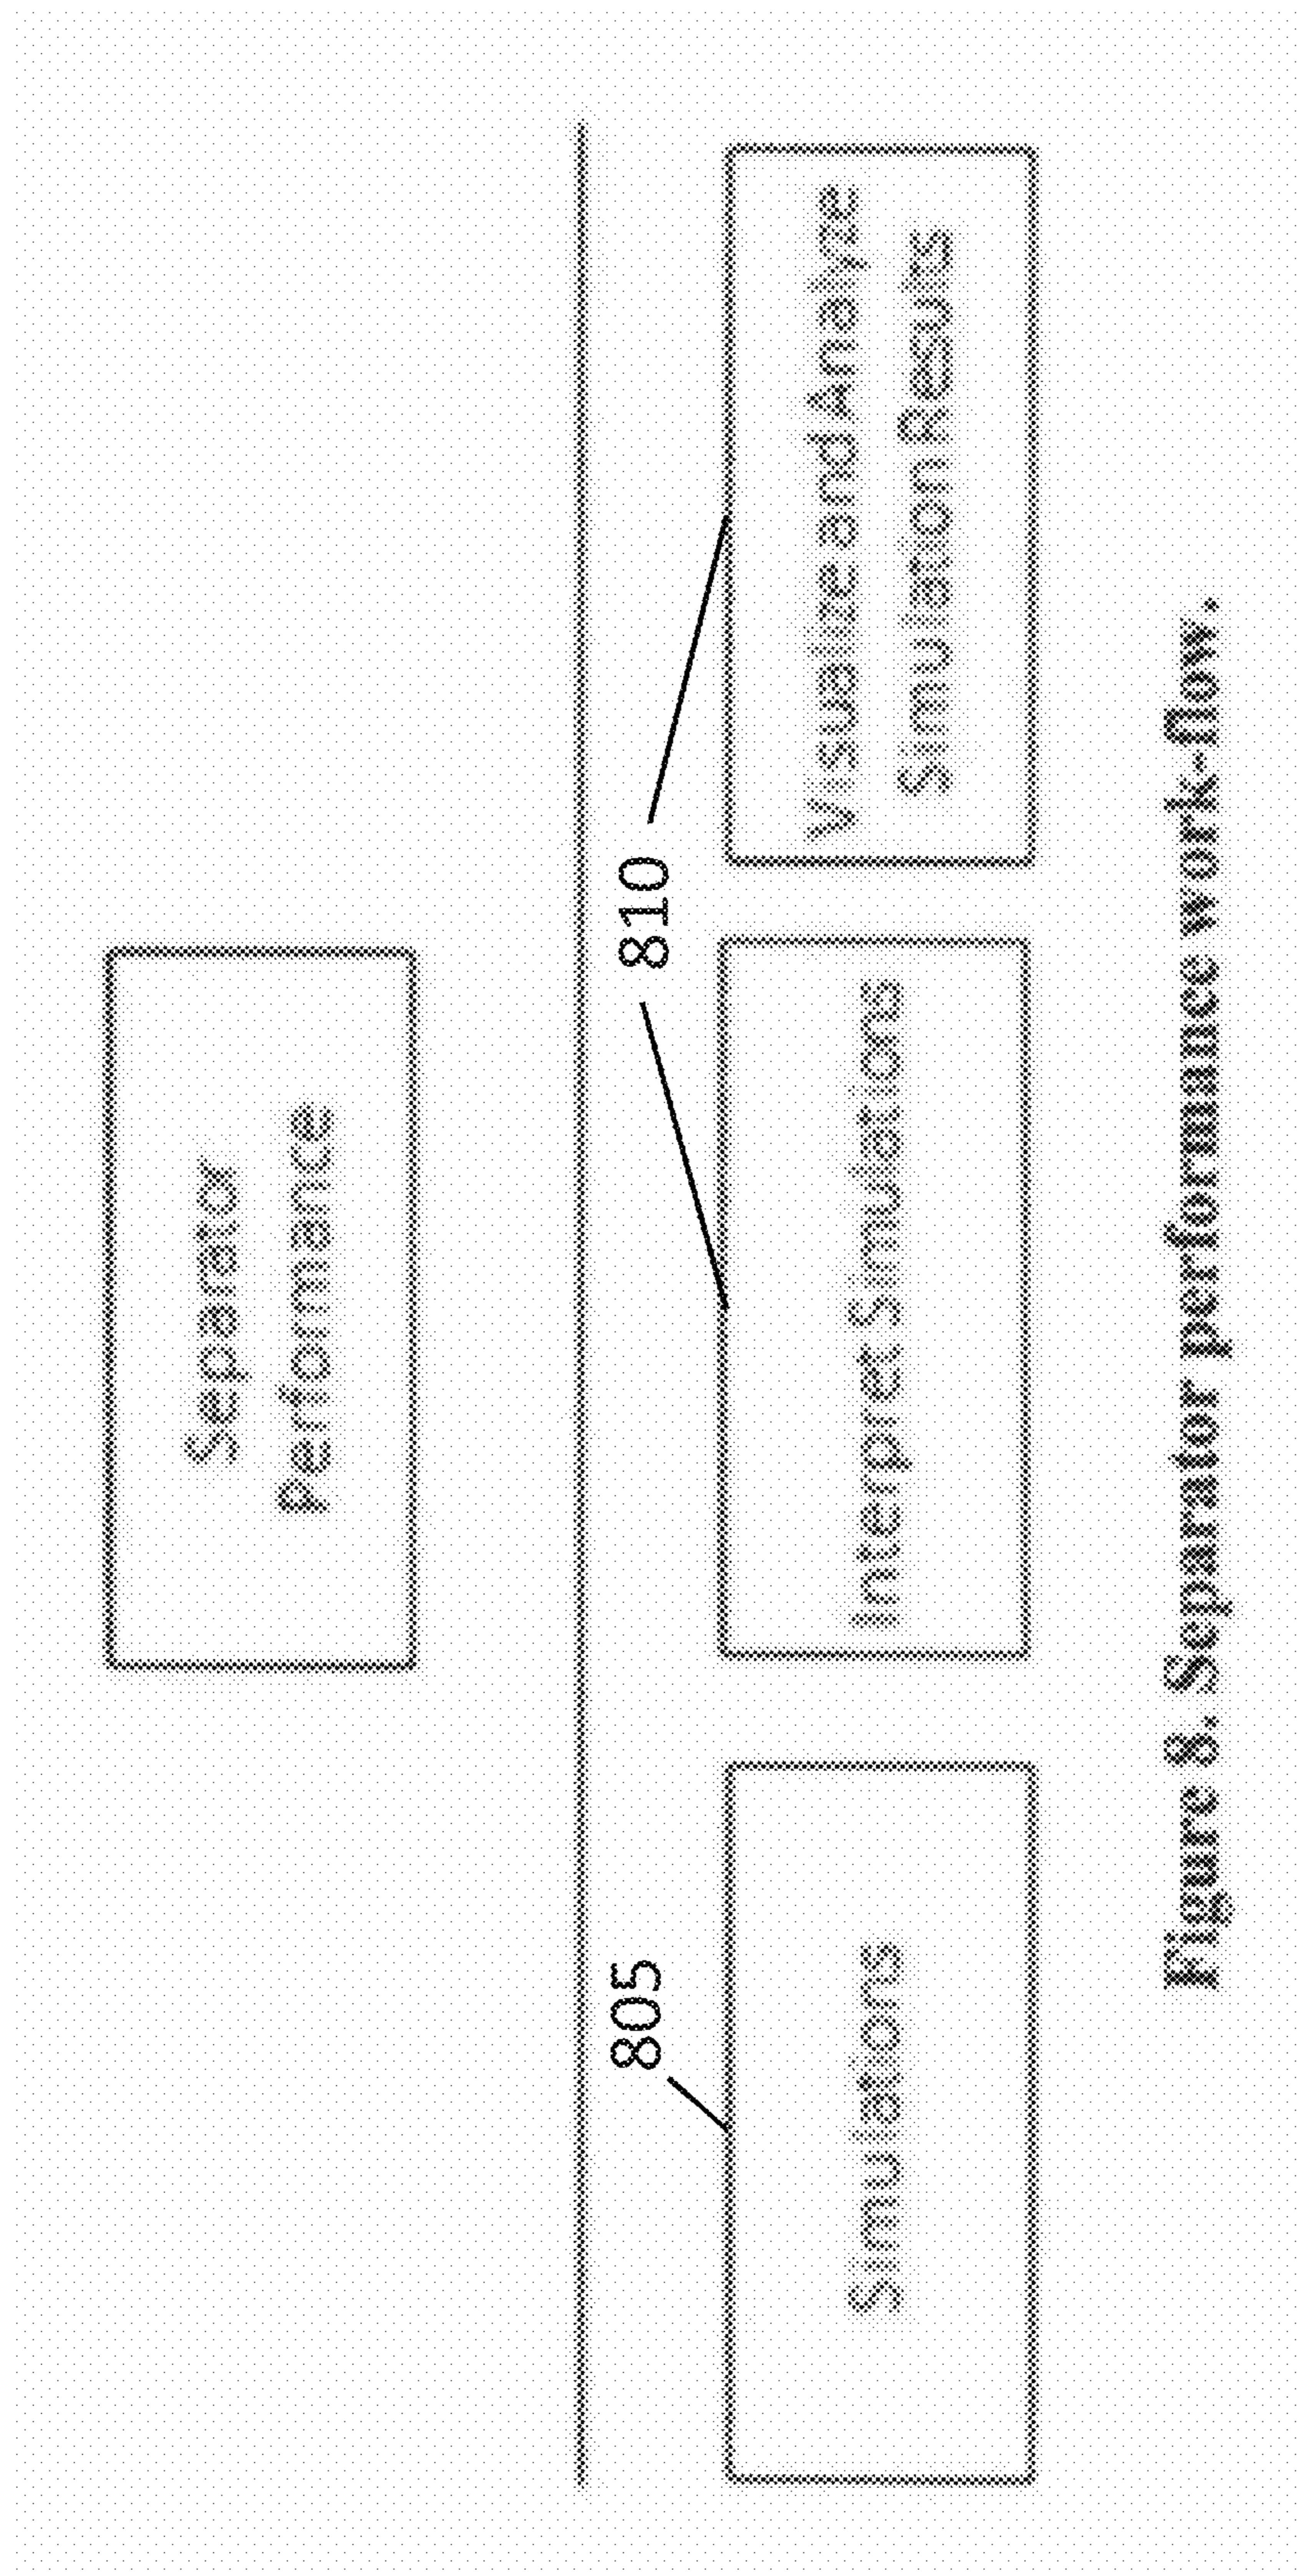 Separator
Performance
805
810
Simulations
Interpret Simulations
Visualize and Analyze
Simulation Results
Figure 8. Separator performance work-flow.